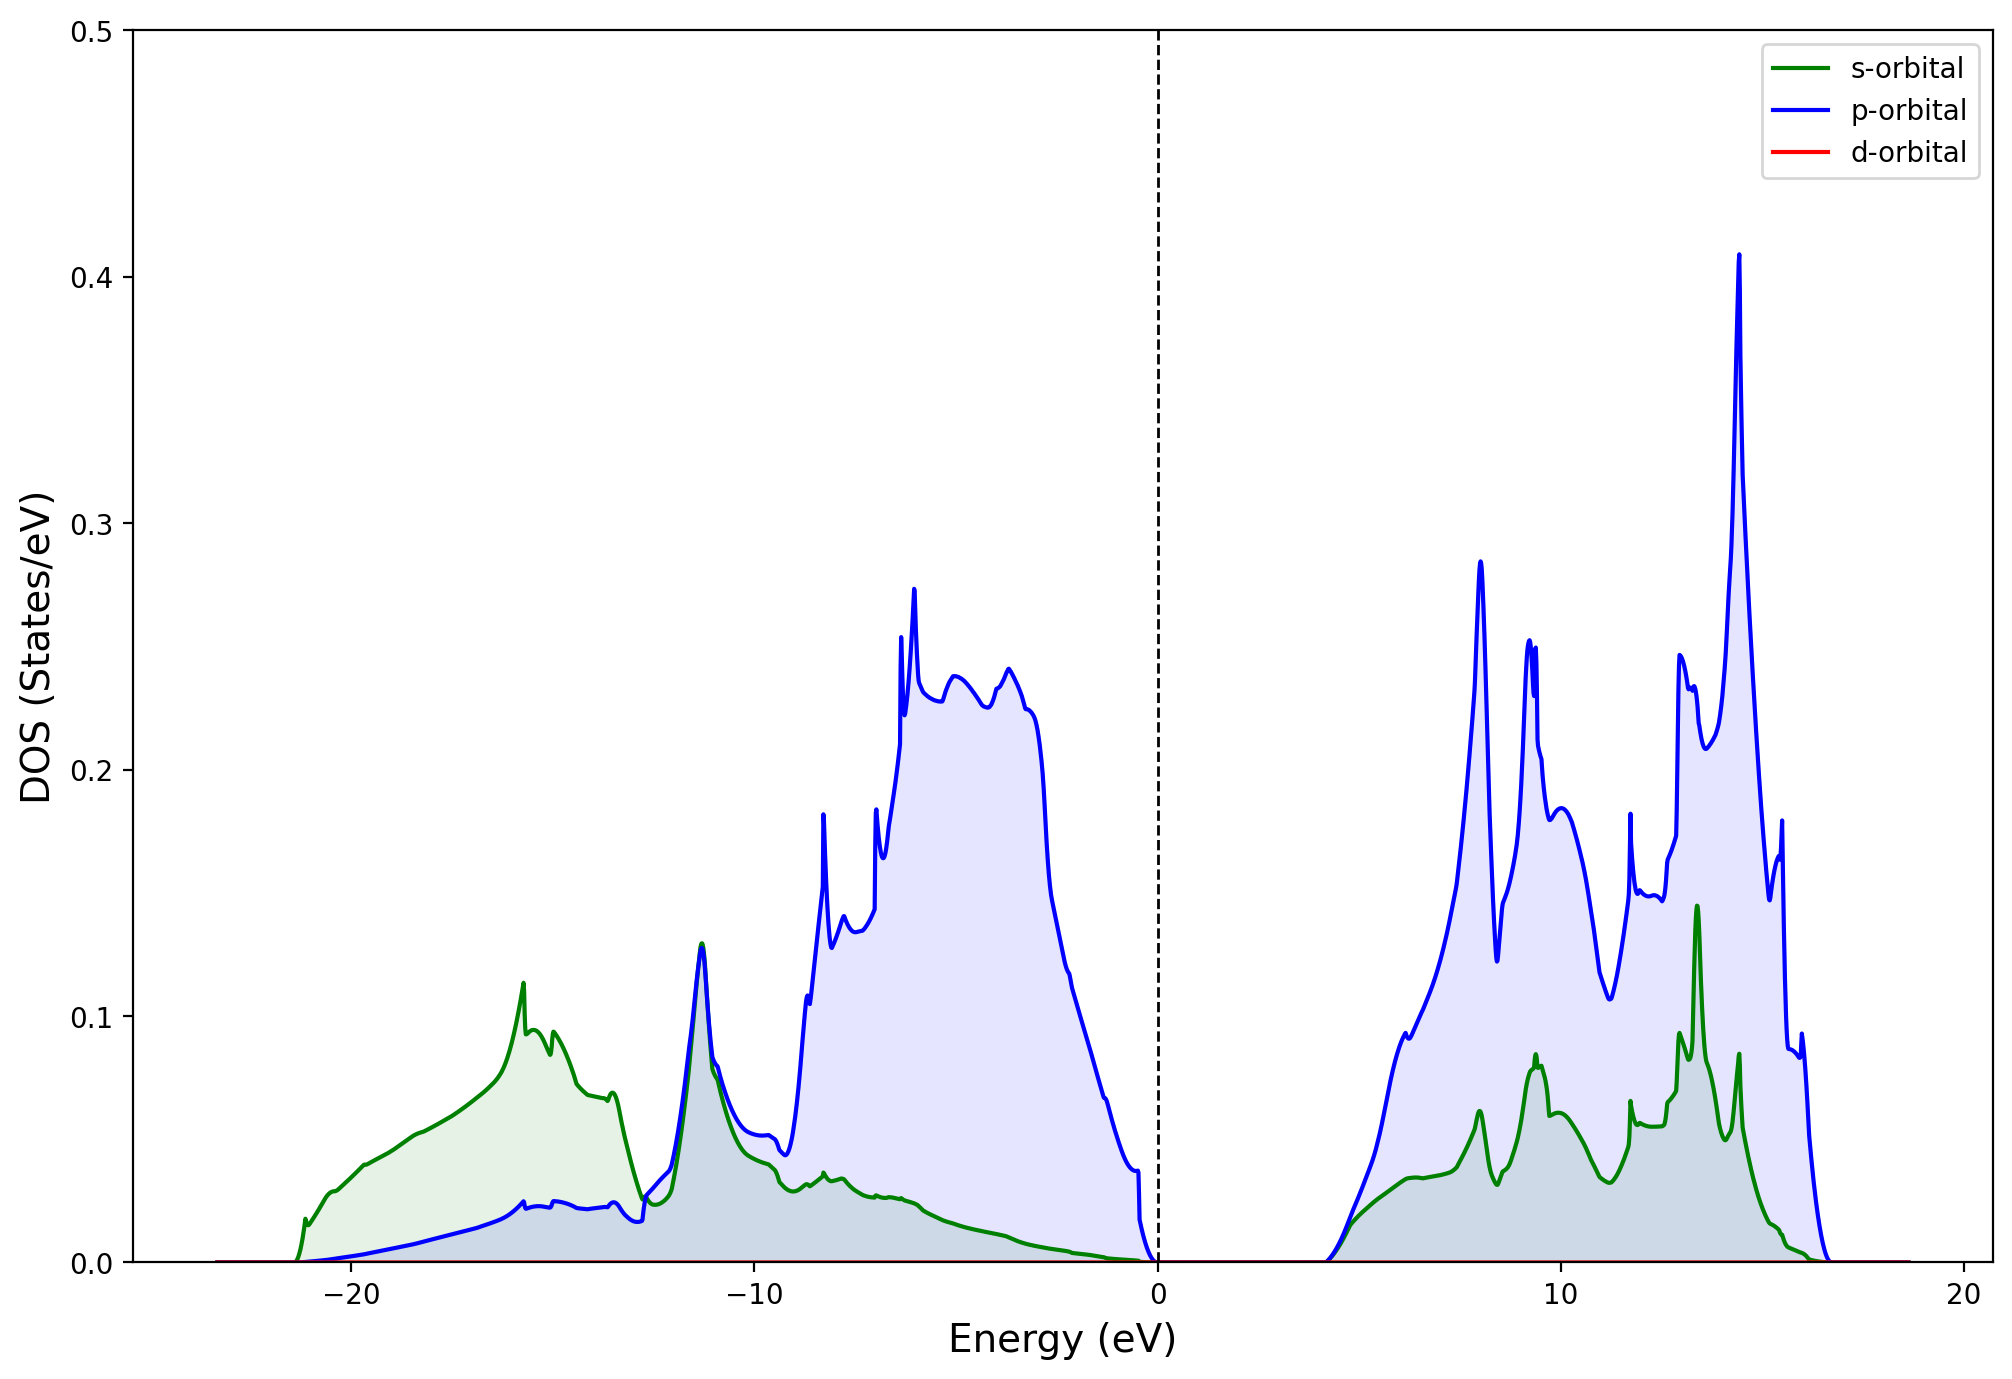 0.5
0.4
0.3
0.2
0.1
0.0
DOS (States/eV)
s-orbital
p-orbital
d-orbital
−20 −10 0 10 20
Energy (eV)